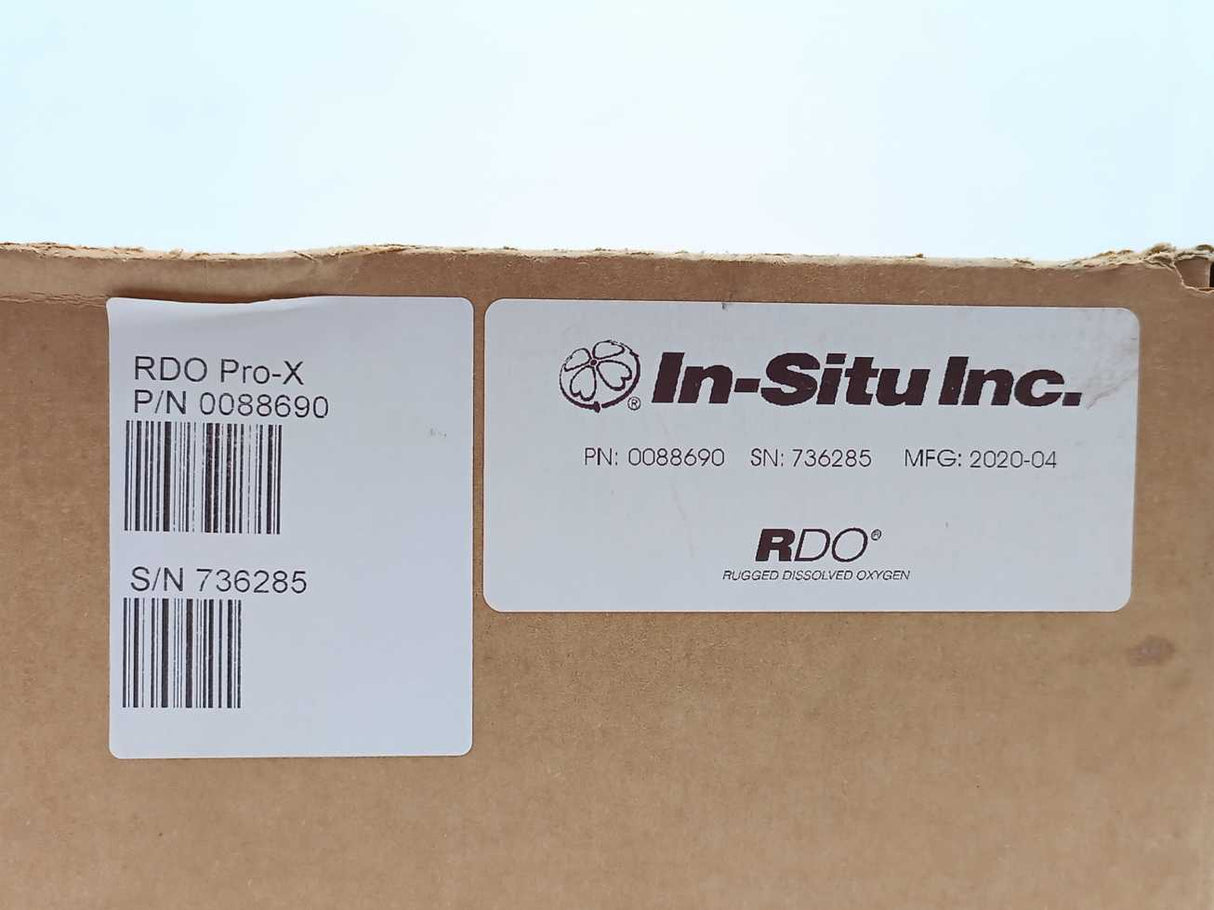 RDO Pro-X
P/N 0088690
S/N 736285
In-Situ Inc.
®
PN: 0088690 SN: 736285 MFG: 2020-04
RDO®
RUGGED DISSOLVED OXYGEN